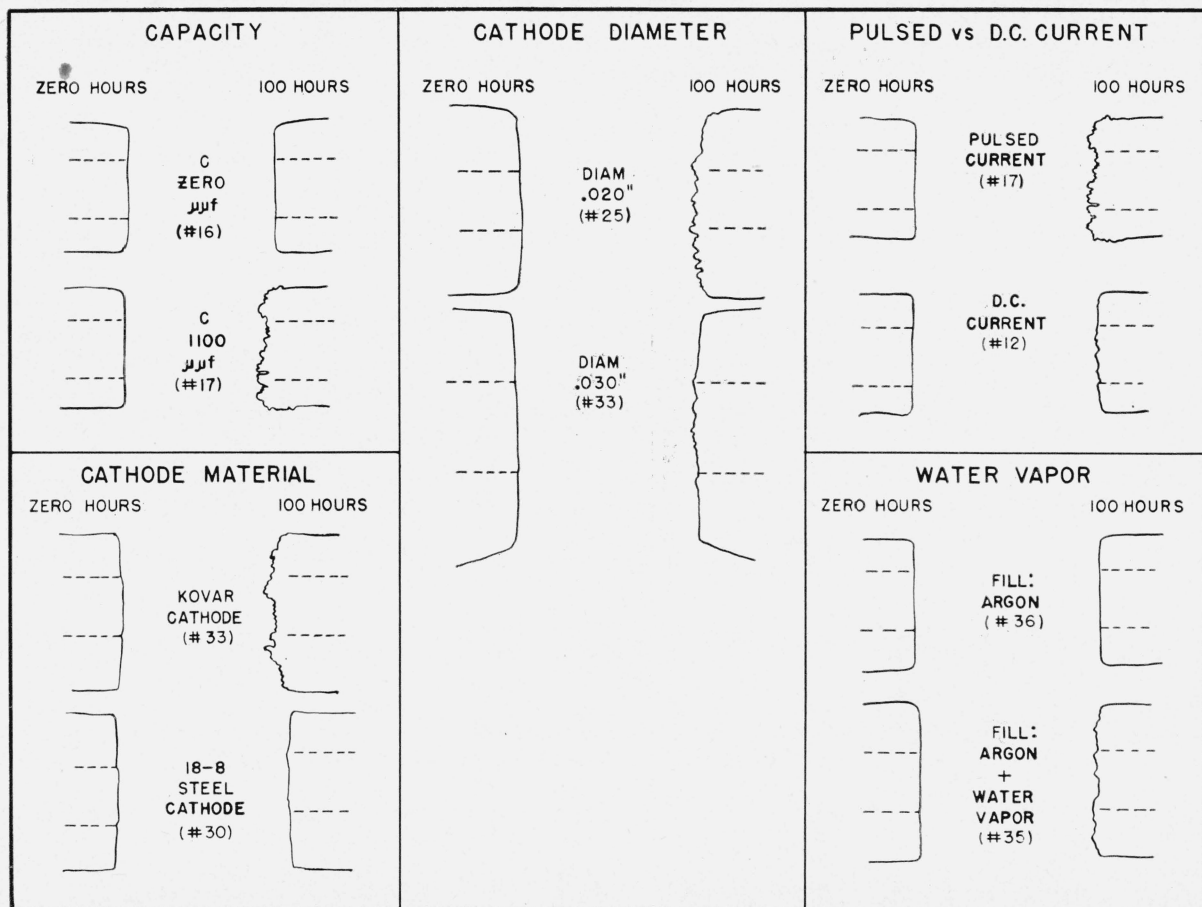 CAPACITY
ZERO HOURS 100 HOURS
C
ZERO
µµf
(#16)
C
1100
µµf
(#17)
CATHODE MATERIAL
ZERO HOURS 100 HOURS
KOVAR
CATHODE
(#33)
18-8
STEEL
CATHODE
(#30)
CATHODE DIAMETER
ZERO HOURS 100 HOURS
DIAM
.020"
(#25)
DIAM
.030"
(#33)
PULSED vs D.C. CURRENT
ZERO HOURS 100 HOURS
PULSED
CURRENT
(#17)
D.C.
CURRENT
(#12)
WATER VAPOR
ZERO HOURS 100 HOURS
FILL:
ARGON
(#36)
FILL:
ARGON
+
WATER
VAPOR
(#35)